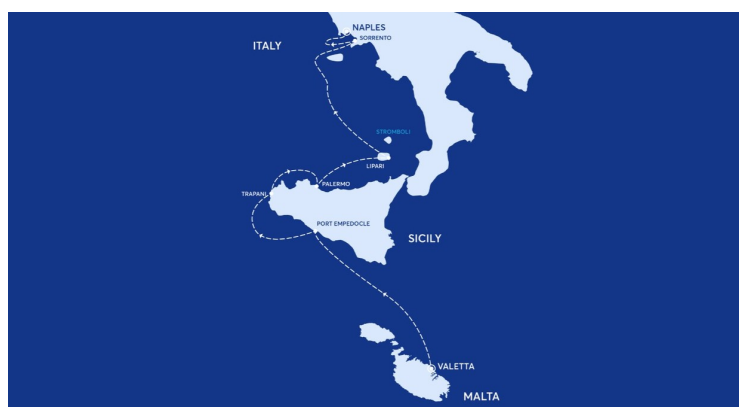 NAPLES
SORRENTO
ITALY
STROMBOLI
LIPARI
PALERMO
TRAPANI
PORT EMPEDOCLE
SICILY
VALETTA
MALTA